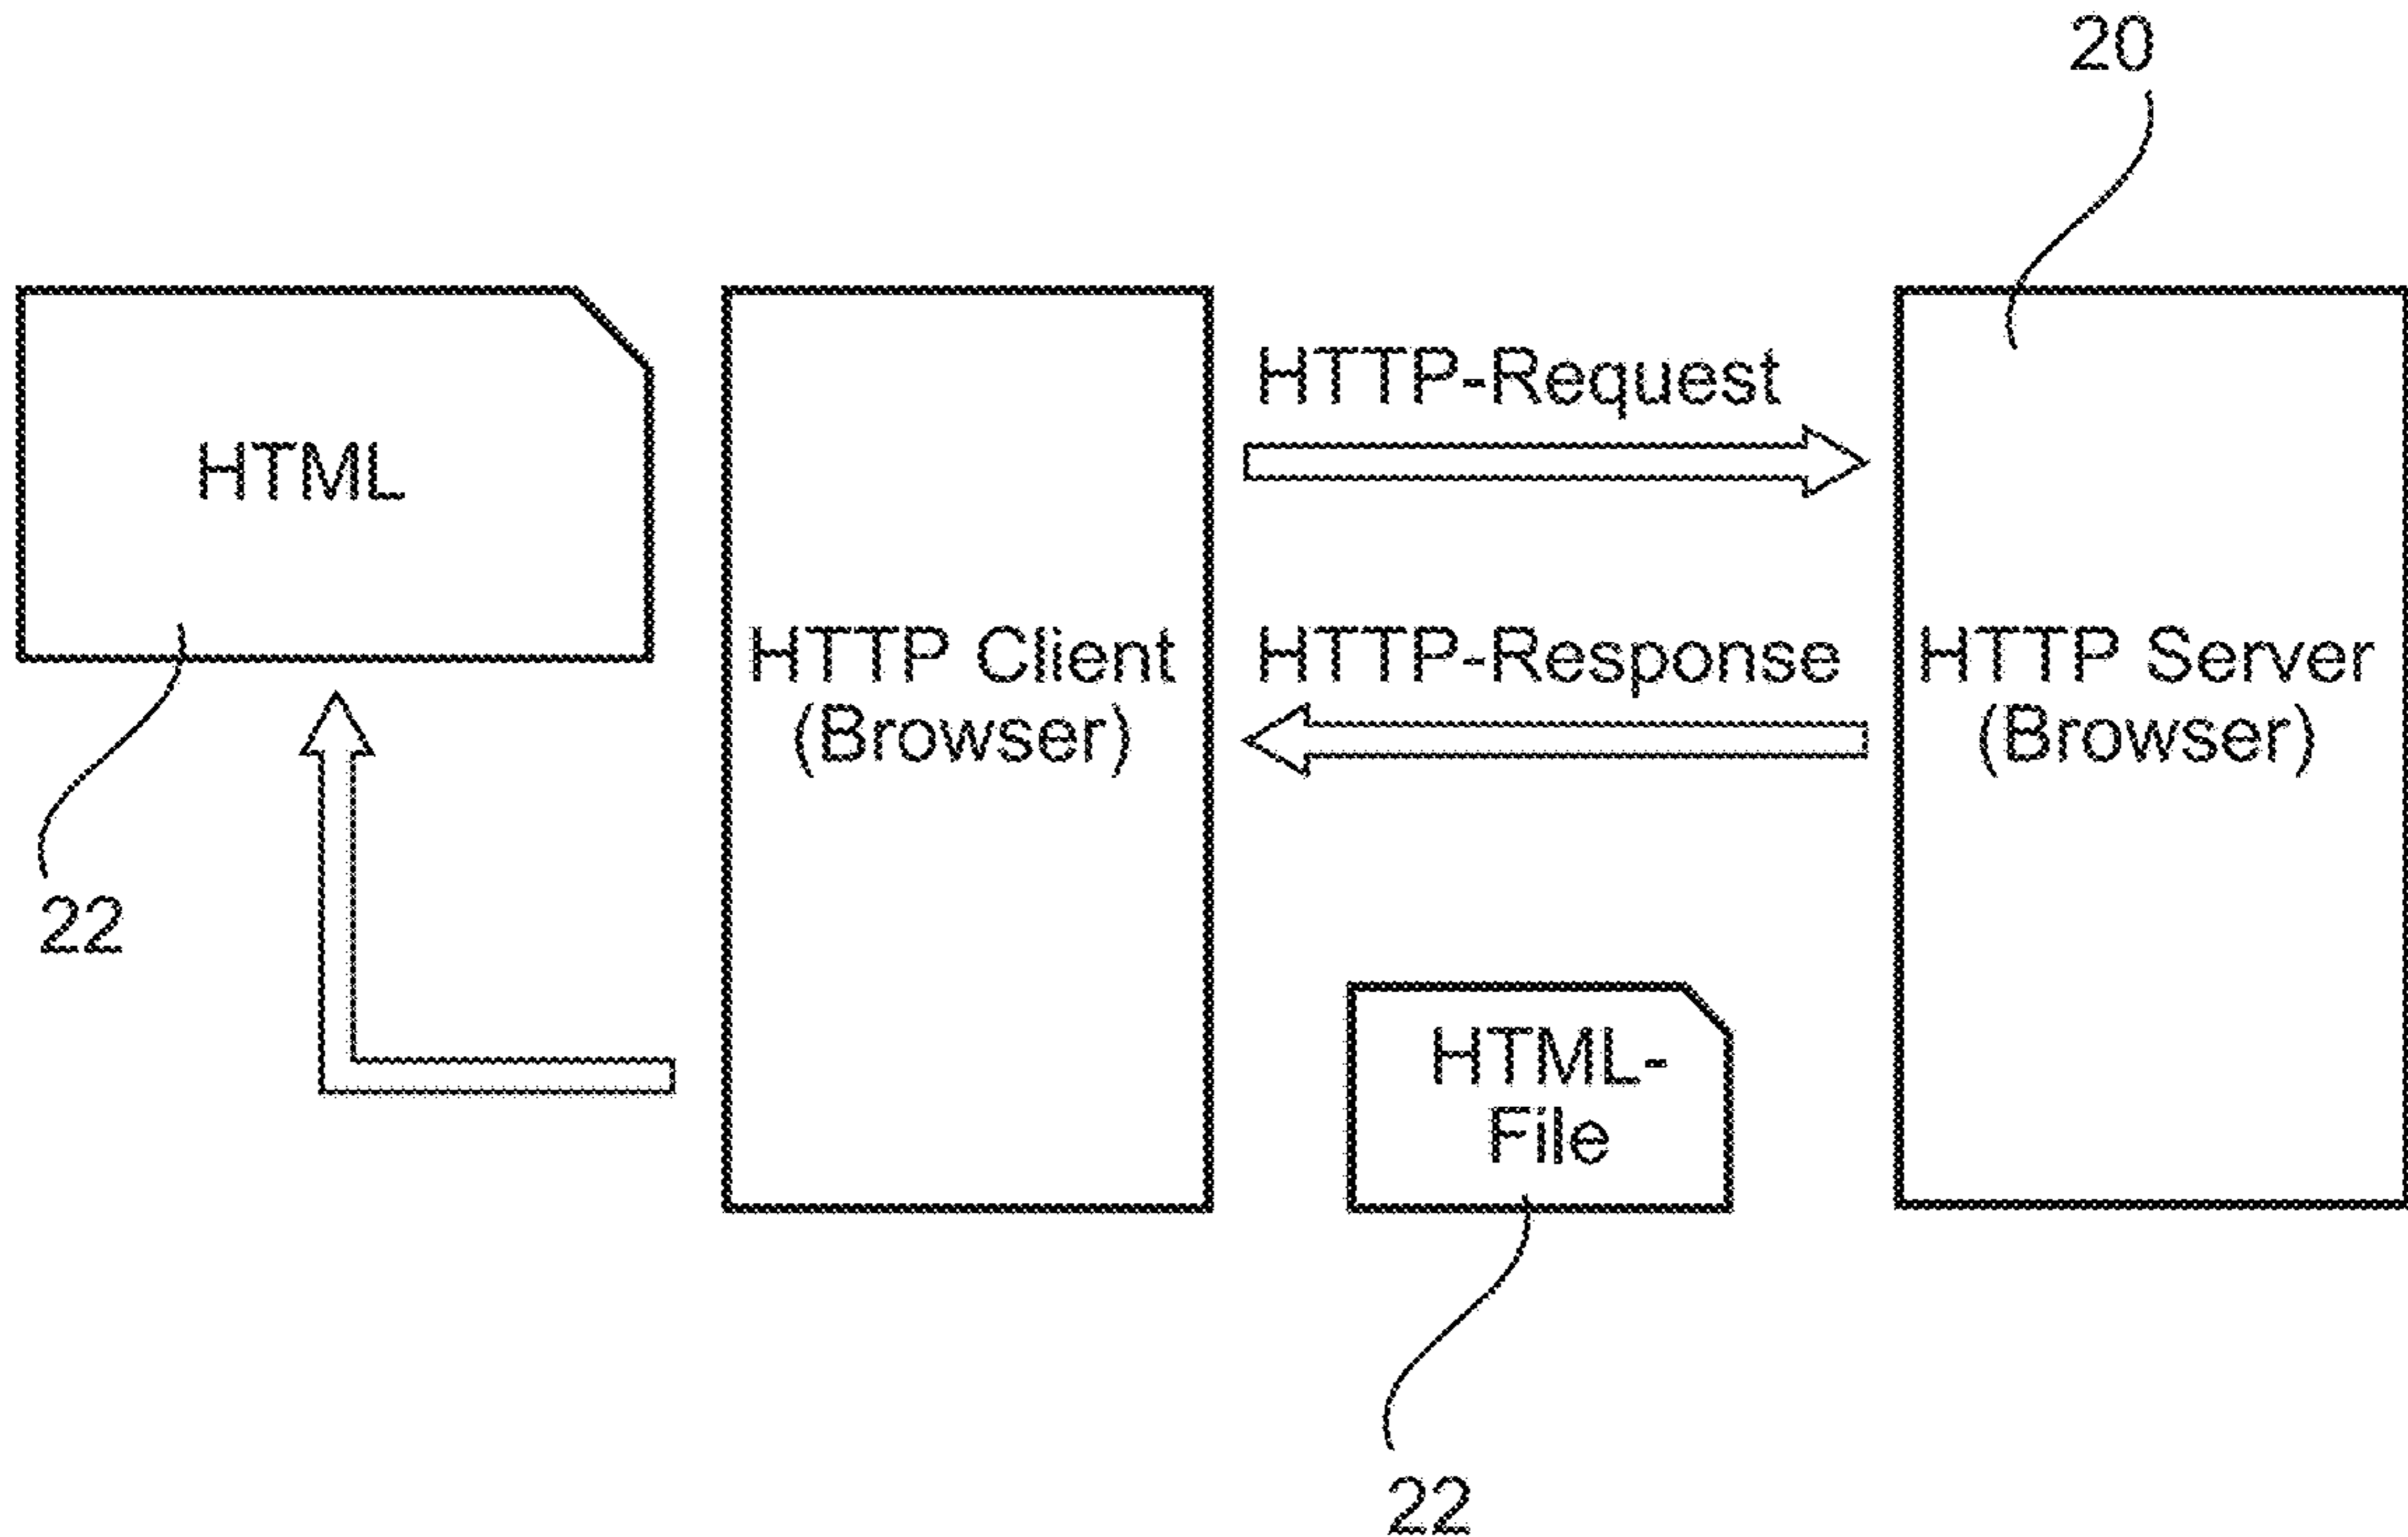 20
HTTP-Request
HTML
HTTP Client
(Browser)
HTTP-Response
HTTP Server
(Browser)
22
HTML-
File
22